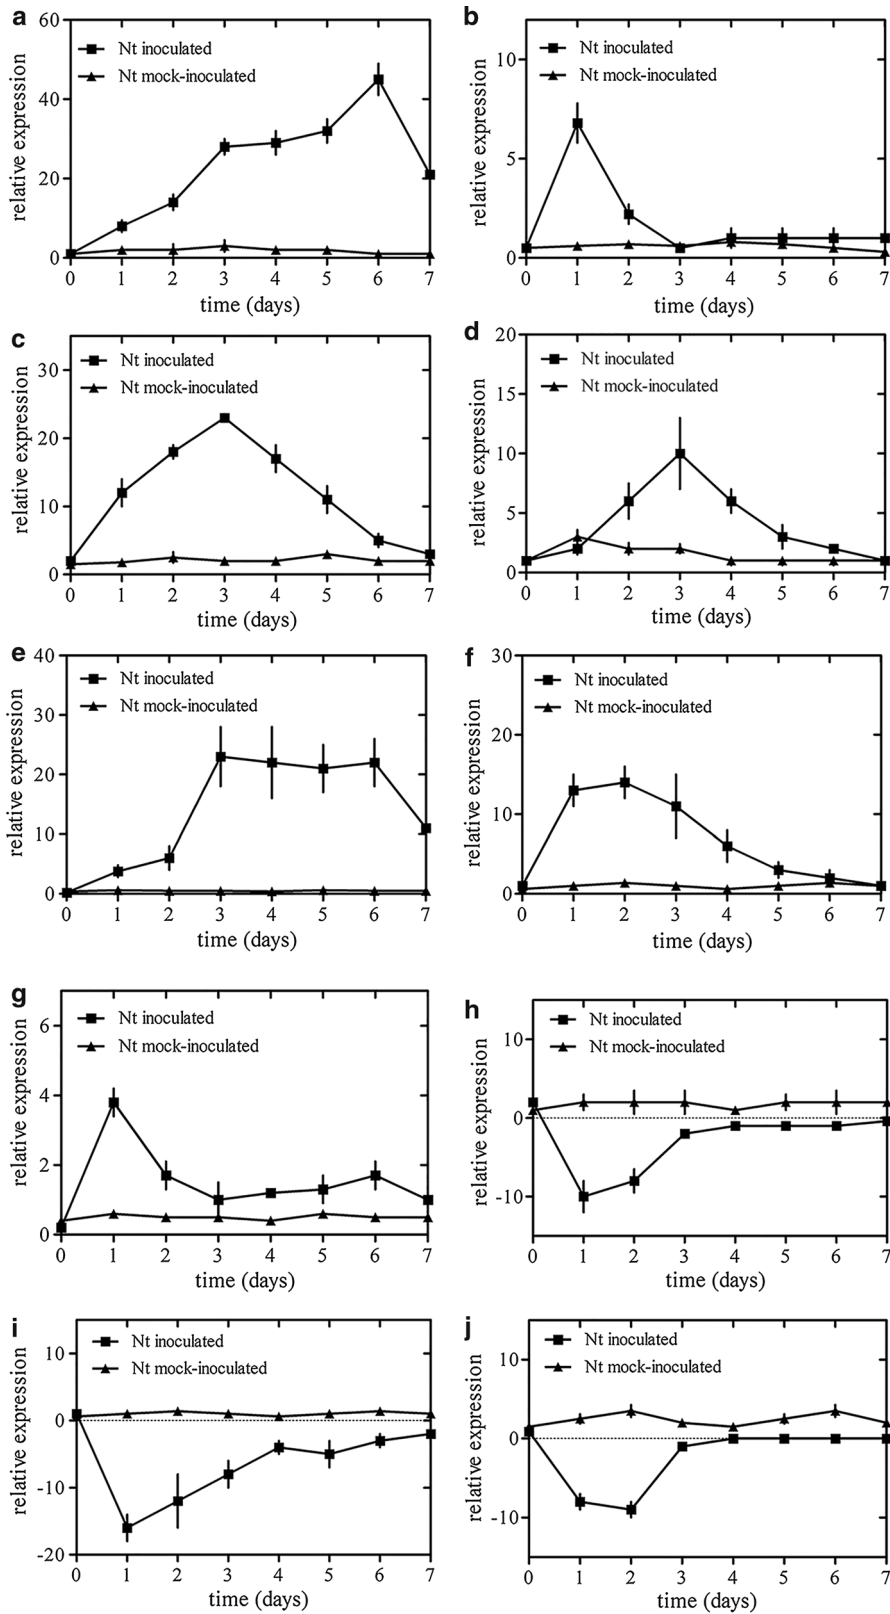 a
60
40
20
0
relative expression
Nt inoculated
Nt mock-inoculated
0 1 2 3 4 5 6 7
time (days)
b
10
5
0
relative expression
Nt inoculated
Nt mock-inoculated
0 1 2 3 4 5 6 7
time (days)
c
30
20
10
0
relative expression
Nt inoculated
Nt mock-inoculated
0 1 2 3 4 5 6 7
time (days)
d
20
15
10
5
0
relative expression
Nt inoculated
Nt mock-inoculated
0 1 2 3 4 5 6 7
time (days)
e
40
30
20
10
0
relative expression
Nt inoculated
Nt mock-inoculated
0 1 2 3 4 5 6 7
time (days)
f
30
20
10
0
relative expression
Nt inoculated
Nt mock-inoculated
0 1 2 3 4 5 6 7
time (days)
g
6
4
2
0
relative expression
Nt inoculated
Nt mock-inoculated
0 1 2 3 4 5 6 7
time (days)
h
10
0
-10
relative expression
Nt inoculated
Nt mock-inoculated
0 1 2 3 4 5 6 7
time (days)
i
10
0
-10
-20
relative expression
Nt inoculated
Nt mock-inoculated
0 1 2 3 4 5 6 7
time (days)
j
10
0
-10
relative expression
Nt inoculated
Nt mock-inoculated
0 1 2 3 4 5 6 7
time (days)